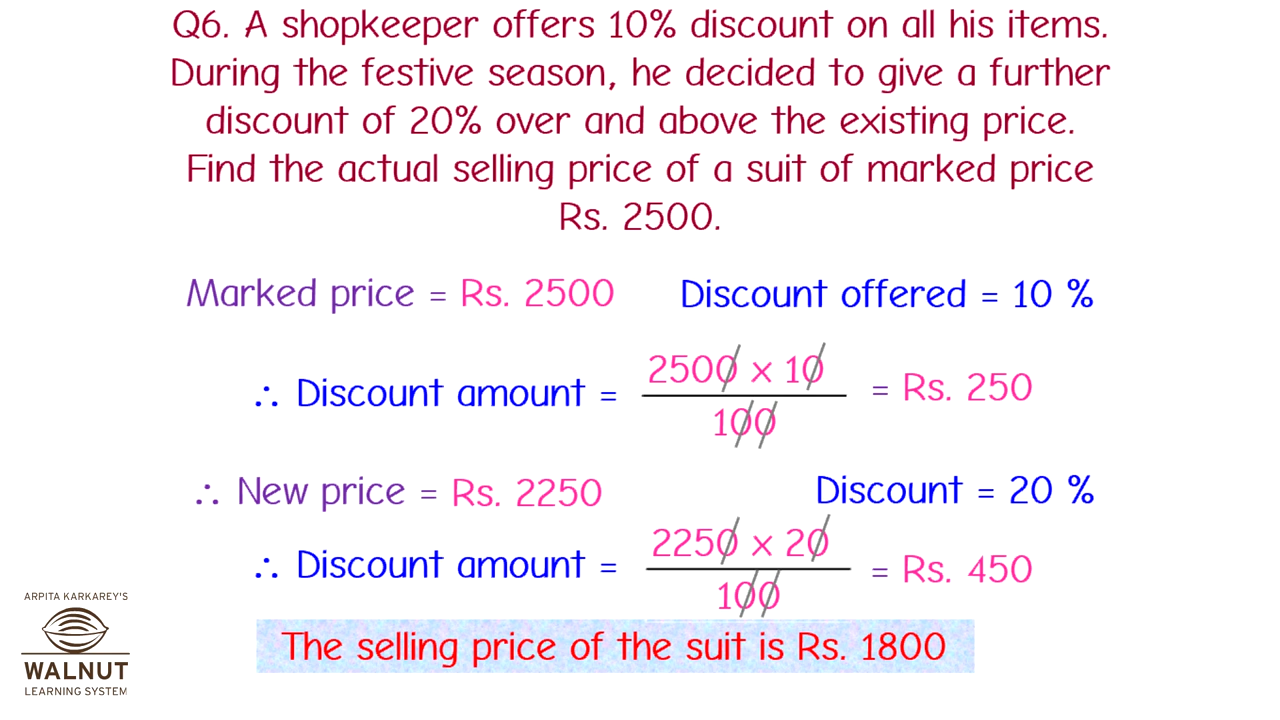 Q6. A shopkeeper offers 10% discount on all his items.
During the festive season, he decided to give a further
discount of 20% over and above the existing price.
Find the actual selling price of a suit of marked price
Rs. 2500.
Marked price = Rs. 2500 Discount offered = 10 %
∴ Discount amount = 2500 x 10 / 100 = Rs. 250
∴ New price = Rs. 2250 Discount = 20 %
∴ Discount amount = 2250 x 20 / 100 = Rs. 450
The selling price of the suit is Rs. 1800
ARPITA KARKAREY'S
WALNUT
LEARNING SYSTEM